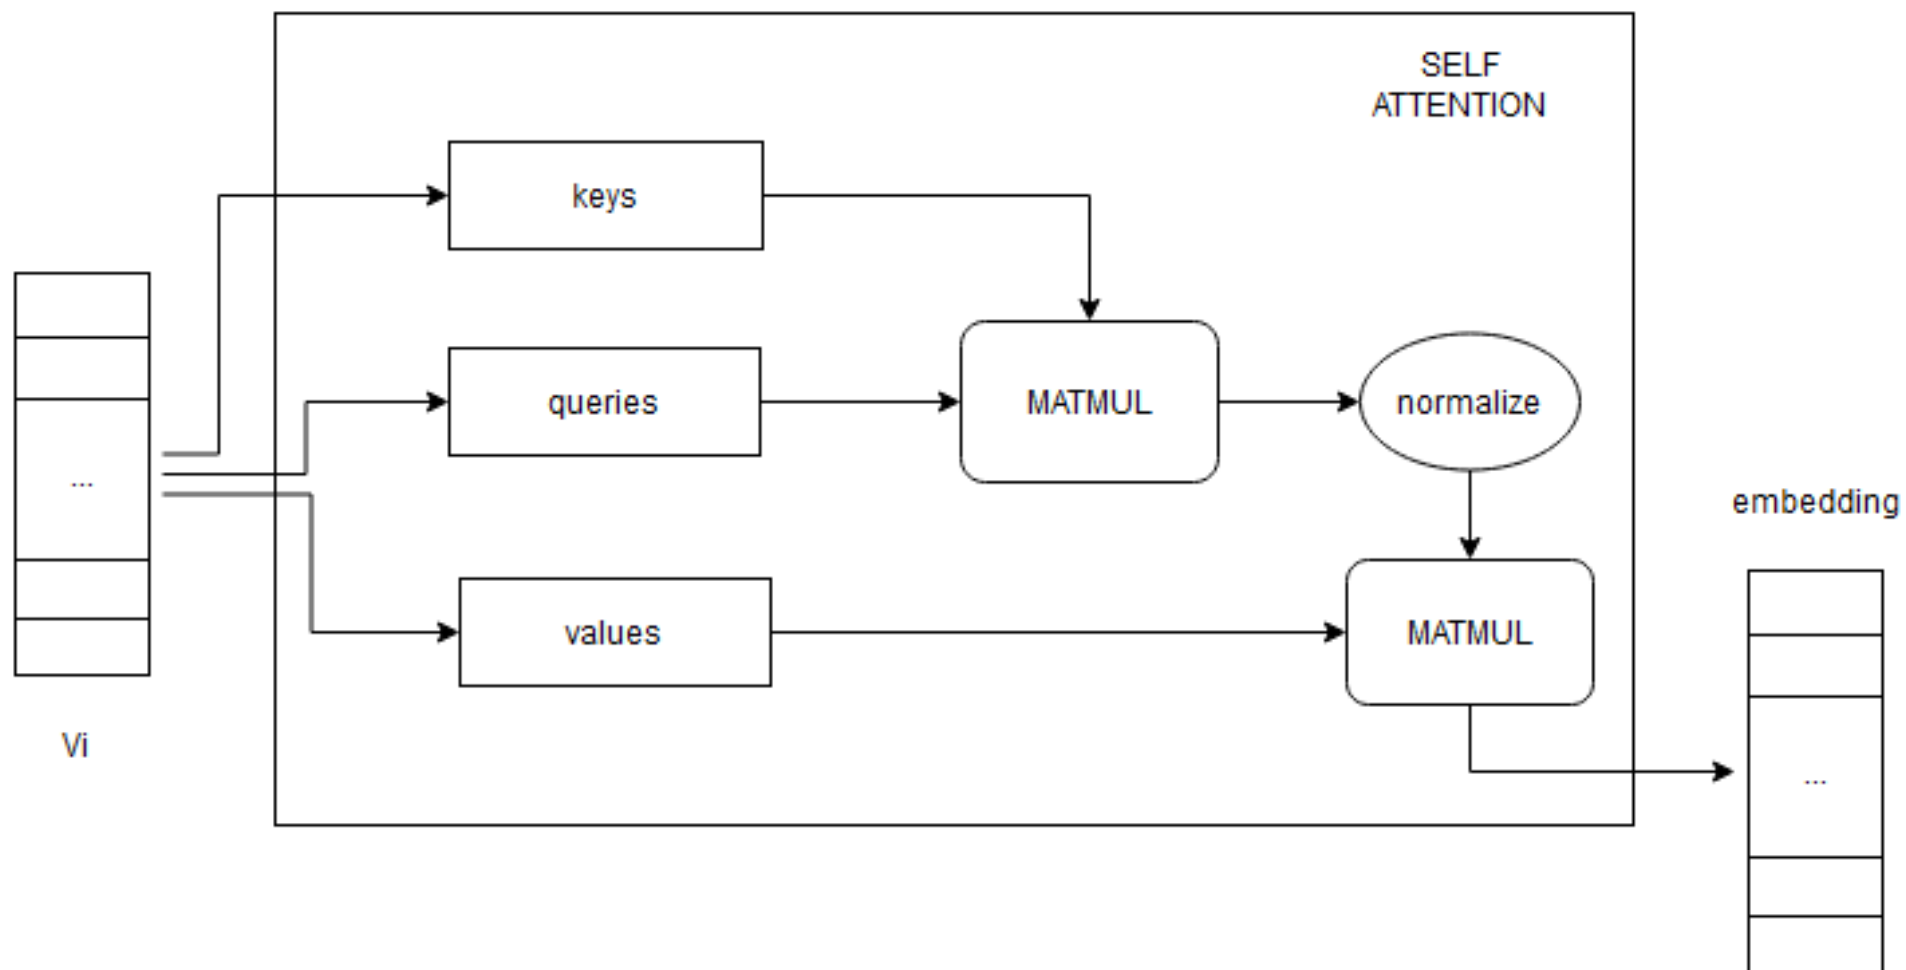 SELF
ATTENTION
keys
queries
MATMUL
normalize
...
embedding
values
MATMUL
Vi
...